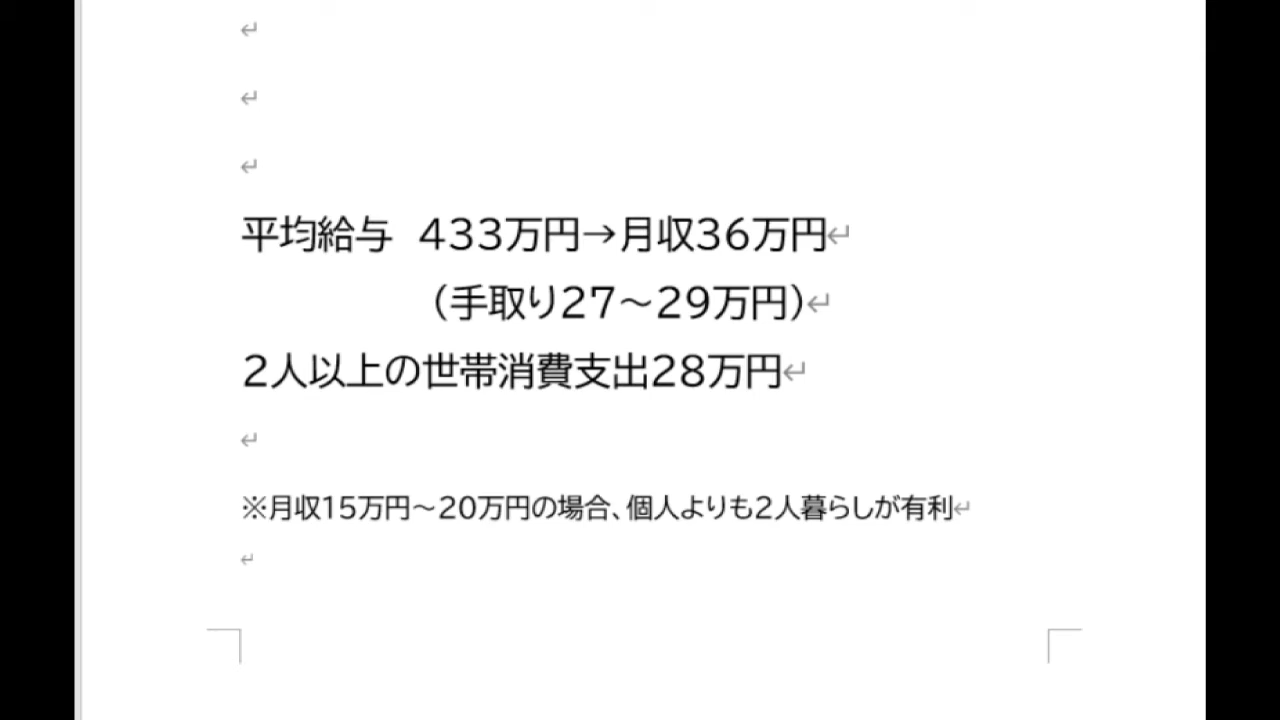 平均給与 433万円→月収36万円
(手取り27～29万円)
2人以上の世帯消費支出28万円
※月収15万円～20万円の場合、個人よりも2人暮らしが有利